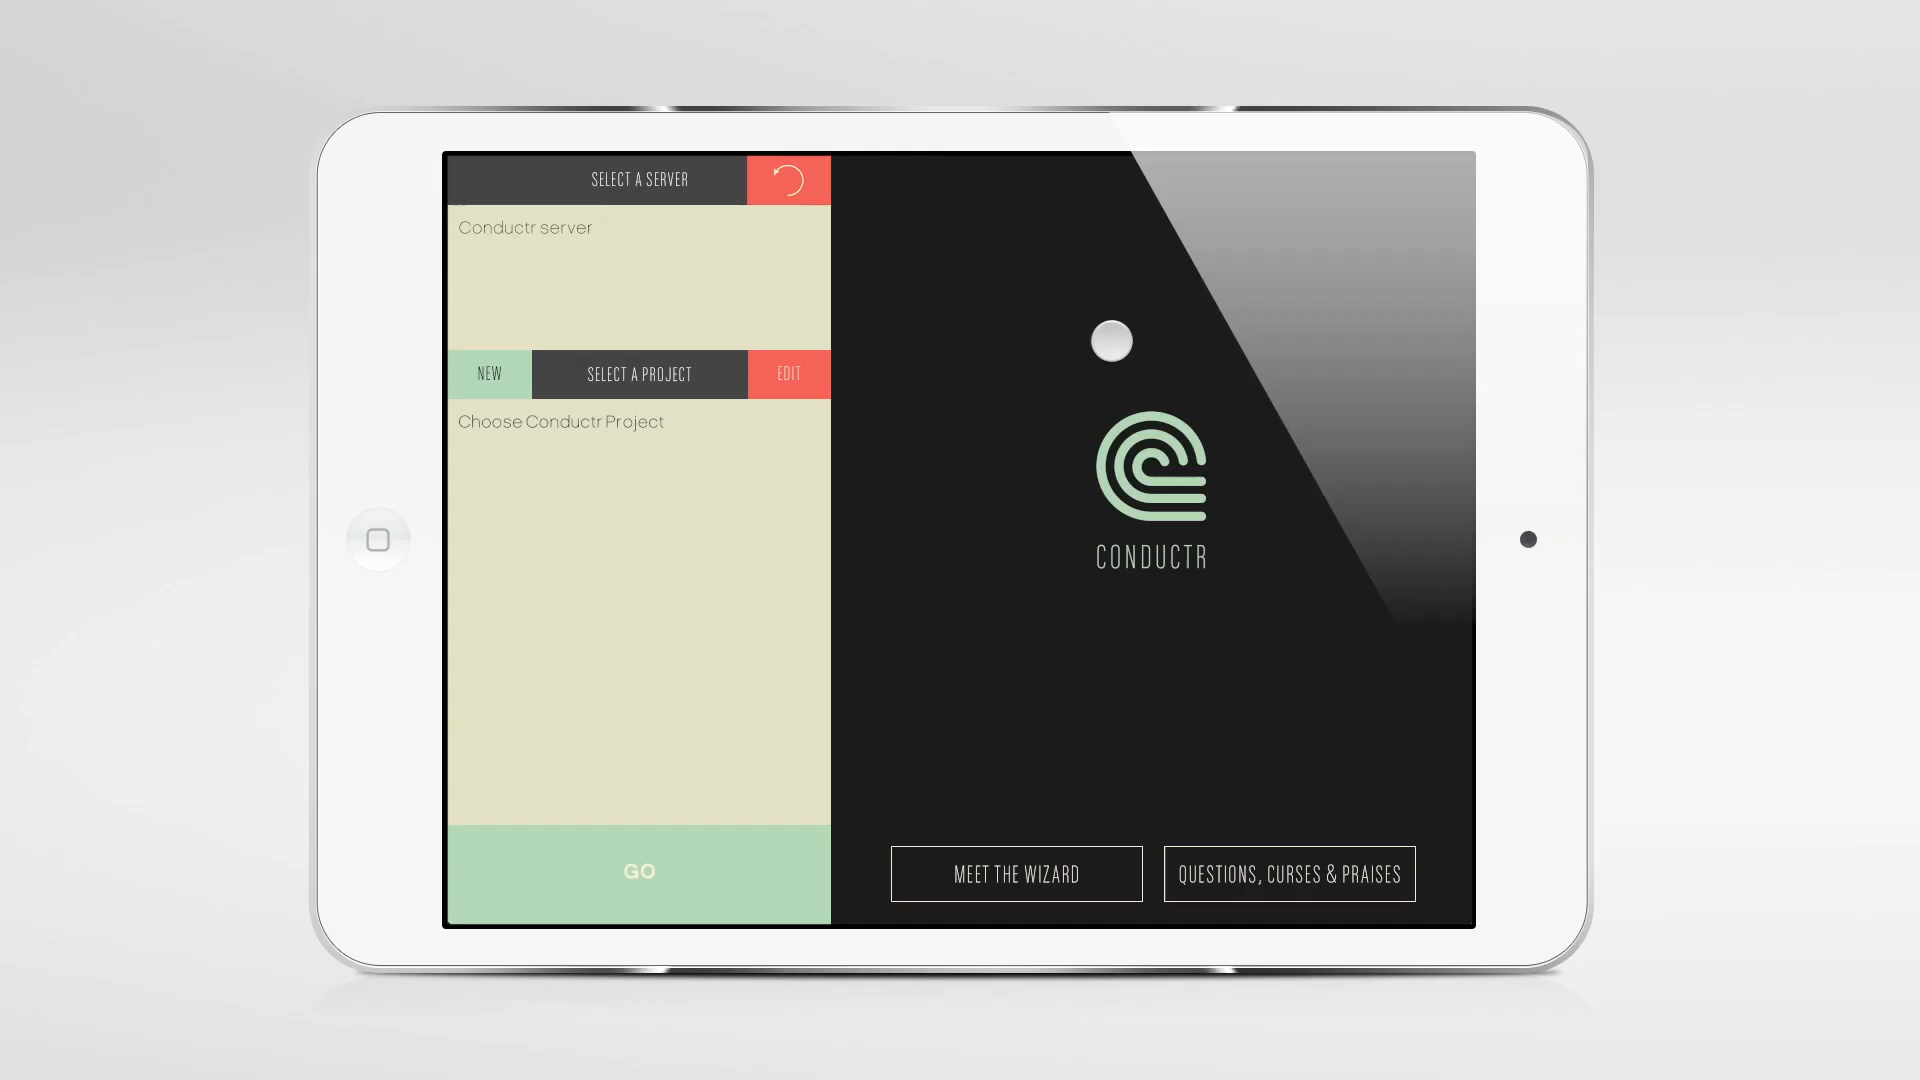 SELECT A SERVER
Conductr server
NEW
SELECT A PROJECT
EDIT
Choose Conductr Project
GO
CONDUCTR
MEET THE WIZARD
QUESTIONS, CURSES & PRAISES